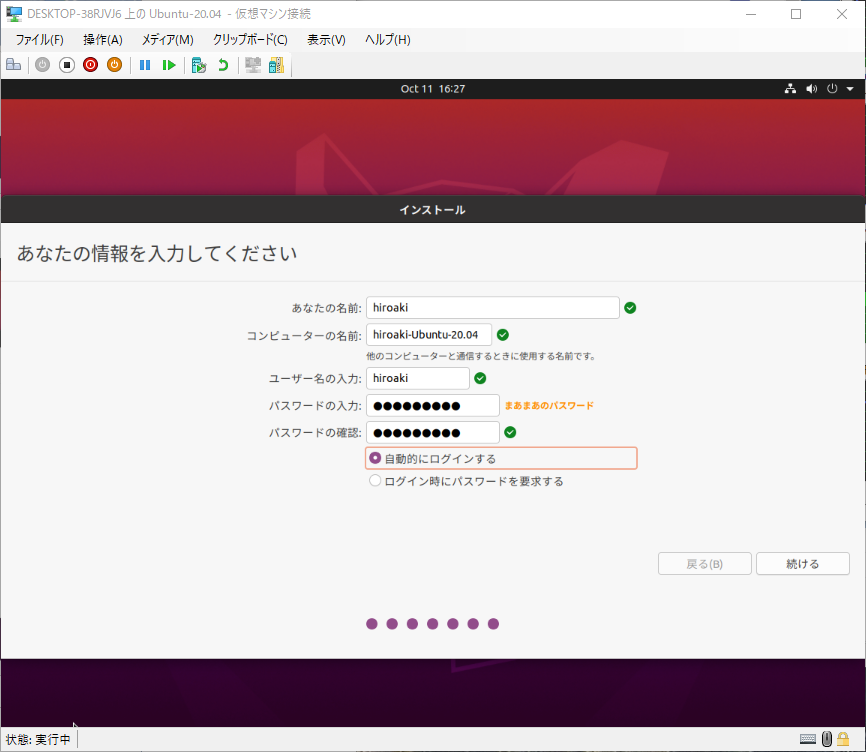 DESKTOP-38RJVJ6 上の Ubuntu-20.04 - 仮想マシン接続
ファイル(F) 操作(A) メディア(M) クリップボード(C) 表示(V) ヘルプ(H)
Oct 11 16:27
インストール
あなたの情報を入力してください
あなたの名前: hiroaki
コンピューターの名前: hiroaki-Ubuntu-20.04
他のコンピューターと通信するときに使用する名前です。
ユーザー名の入力: hiroaki
パスワードの入力: ●●●●●●●●● まあまあのパスワード
パスワードの確認: ●●●●●●●●●
自動的にログインする
ログイン時にパスワードを要求する
戻る(B) 続ける
状態: 実行中